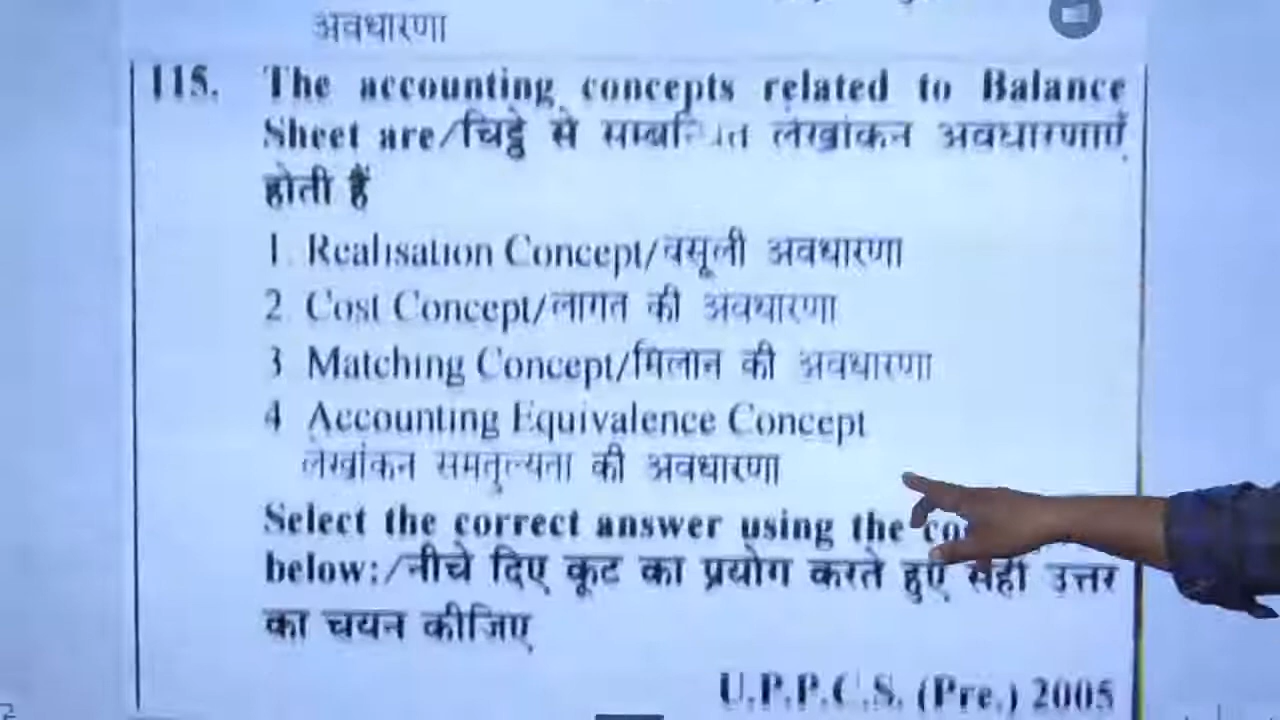 अवधारणा
115. The accounting concepts related to Balance
Sheet are/चिट्ठे से सम्बन्धित लेखांकन अवधारणाएँ
होती हैं
1. Realisation Concept/वसूली अवधारणा
2. Cost Concept/लागत की अवधारणा
3 Matching Concept/मिलान की अवधारणा
4 Accounting Equivalence Concept
लेखांकन समतुल्यता की अवधारणा
Select the correct answer using the
below:/नीचे दिए कूट का प्रयोग करते हुए सही उत्तर
का चयन कीजिए
U.P.P.C.S. (Pre.) 2005